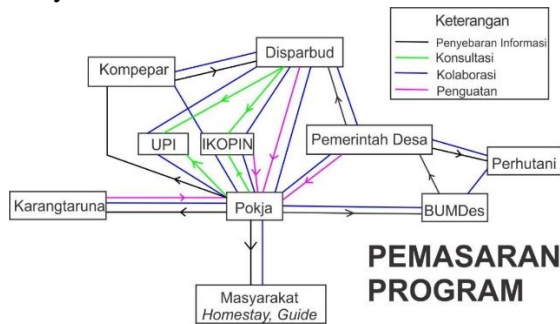 Keterangan
Penyebaran Informasi
Konsultasi
Kolaborasi
Penguatan
Disparbud
Kompepar
UPI
IKOPIN
Pemerintah Desa
Perhutani
Karangtaruna
Pokja
BUMDes
PEMASARAN
PROGRAM
Masyarakat
Homestay, Guide